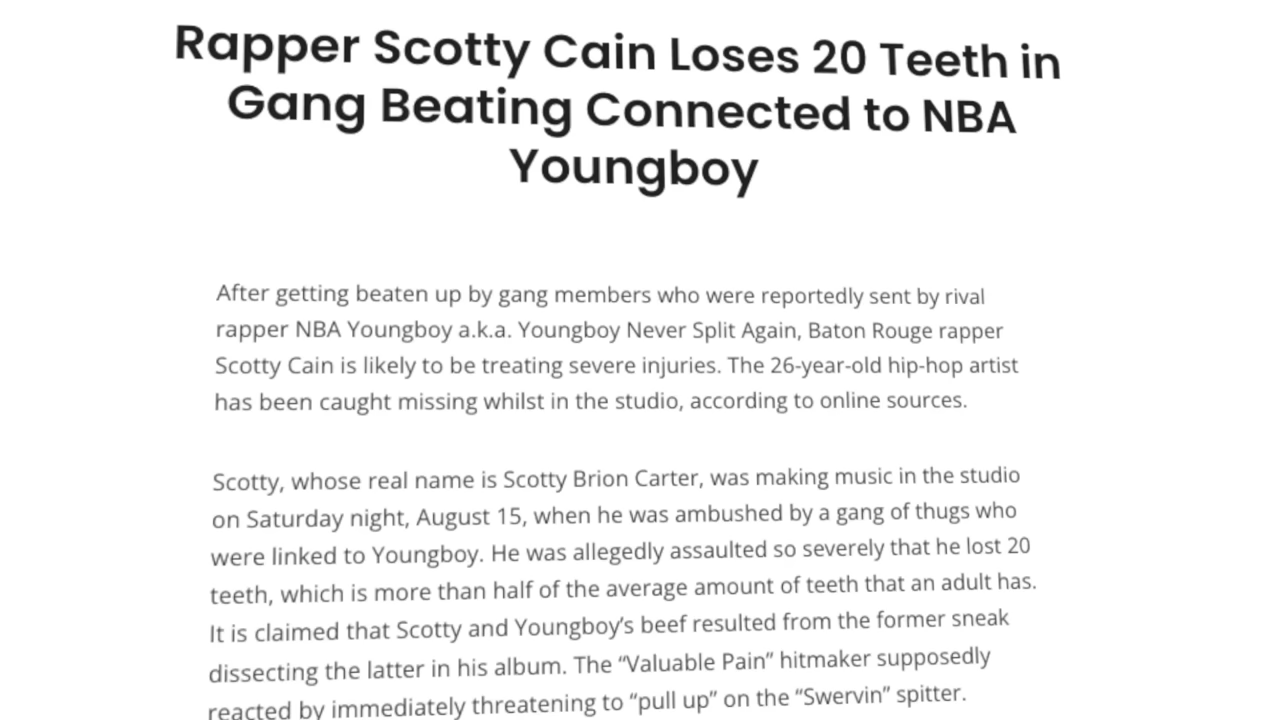 Rapper Scotty Cain Loses 20 Teeth in
Gang Beating Connected to NBA
Youngboy
After getting beaten up by gang members who were reportedly sent by rival
rapper NBA Youngboy a.k.a. Youngboy Never Split Again, Baton Rouge rapper
Scotty Cain is likely to be treating severe injuries. The 26-year-old hip-hop artist
has been caught missing whilst in the studio, according to online sources.
Scotty, whose real name is Scotty Brion Carter, was making music in the studio
on Saturday night, August 15, when he was ambushed by a gang of thugs who
were linked to Youngboy. He was allegedly assaulted so severely that he lost 20
teeth, which is more than half of the average amount of teeth that an adult has.
It is claimed that Scotty and Youngboy's beef resulted from the former sneak
dissecting the latter in his album. The “Valuable Pain” hitmaker supposedly
reacted by immediately threatening to “pull up” on the “Swervin” spitter.